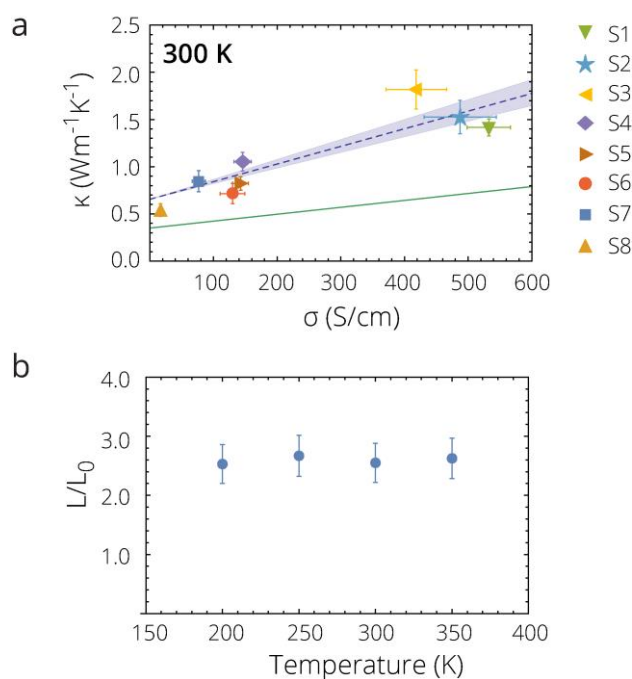 a
300 K
κ (Wm⁻¹K⁻¹)
2.5
2.0
1.5
1.0
0.5
0.0
100 200 300 400 500 600
σ (S/cm)
S1
S2
S3
S4
S5
S6
S7
S8
b
L/L₀
4.0
3.0
2.0
1.0
150 200 250 300 350 400
Temperature (K)